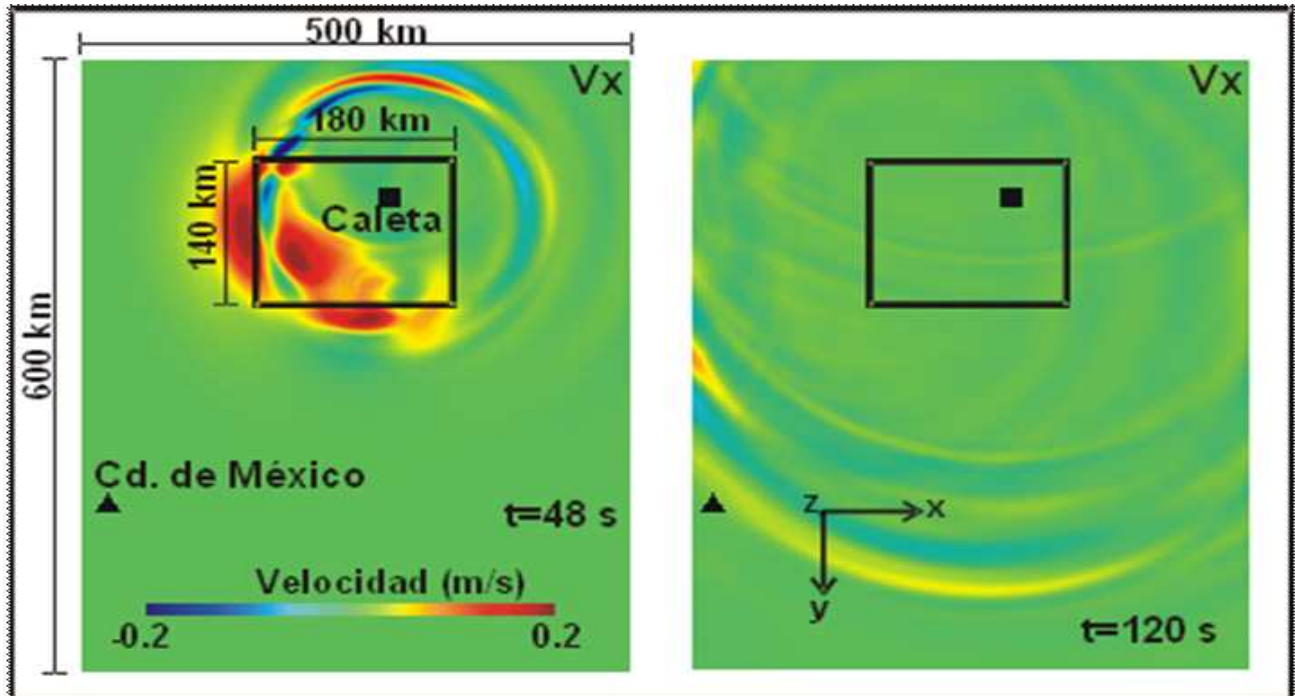 500 km
Vx
180 km
140 km
Caleta
600 km
Cd. de México
t=48 s
Velocidad (m/s)
-0.2 0.2
Vx
z x
y
t=120 s